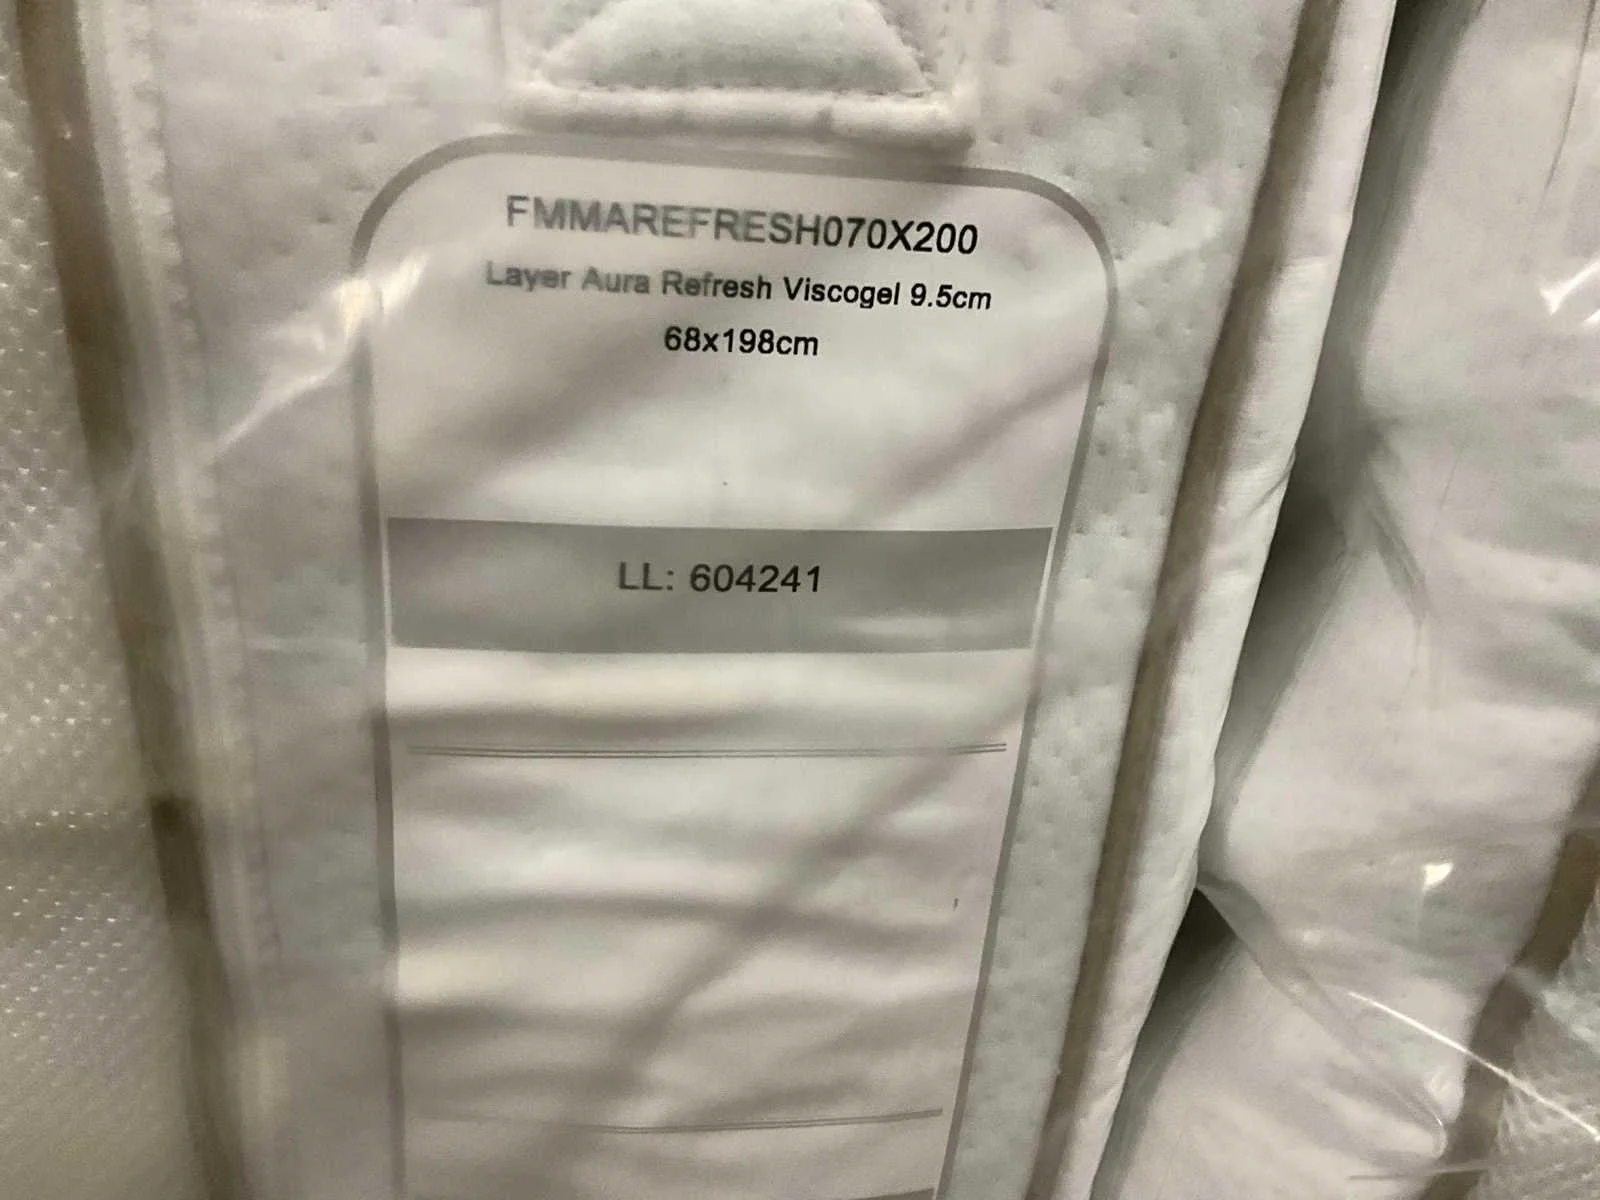 FMMAREFRESH070X200
Layer Aura Refresh Viscogel 9.5cm
68x198cm
LL: 604241